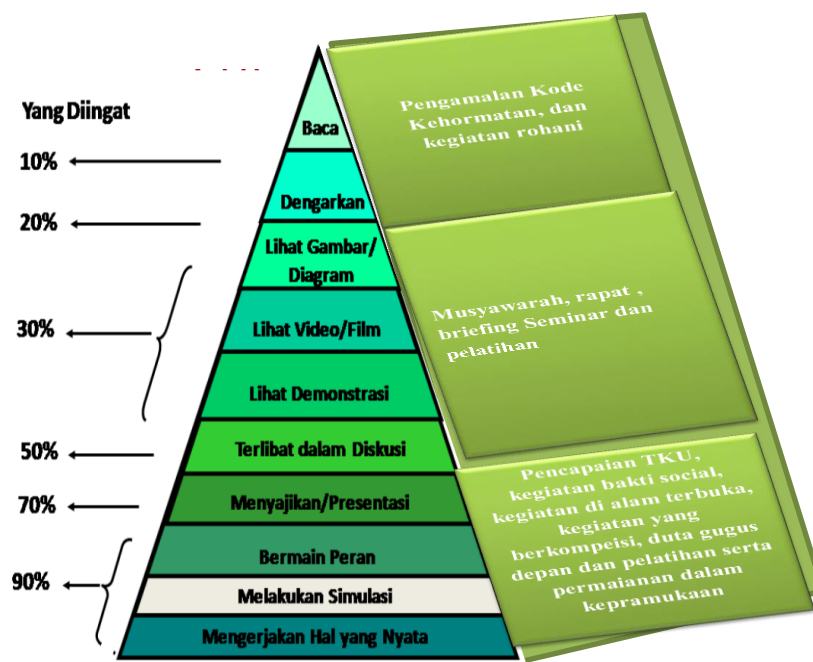 Yang Diingat
10%
20%
30%
50%
70%
90%
Baca
Dengarkan
Lihat Gambar/
Diagram
Lihat Video/Film
Lihat Demonstrasi
Terlibat dalam Diskusi
Menyajikan/Presentasi
Bermain Peran
Melakukan Simulasi
Mengerjakan Hal yang Nyata
Pengamalan Kode
Kehormatan, dan
kegiatan rohani
Musyawarah, rapat ,
briefing Seminar dan
pelatihan
Pencapaian TKU,
kegiatan bakti social,
kegiatan di alam terbuka,
kegiatan yang
berkompeisi, duta gugus
depan dan pelatihan serta
permaianan dalam
kepramukaan